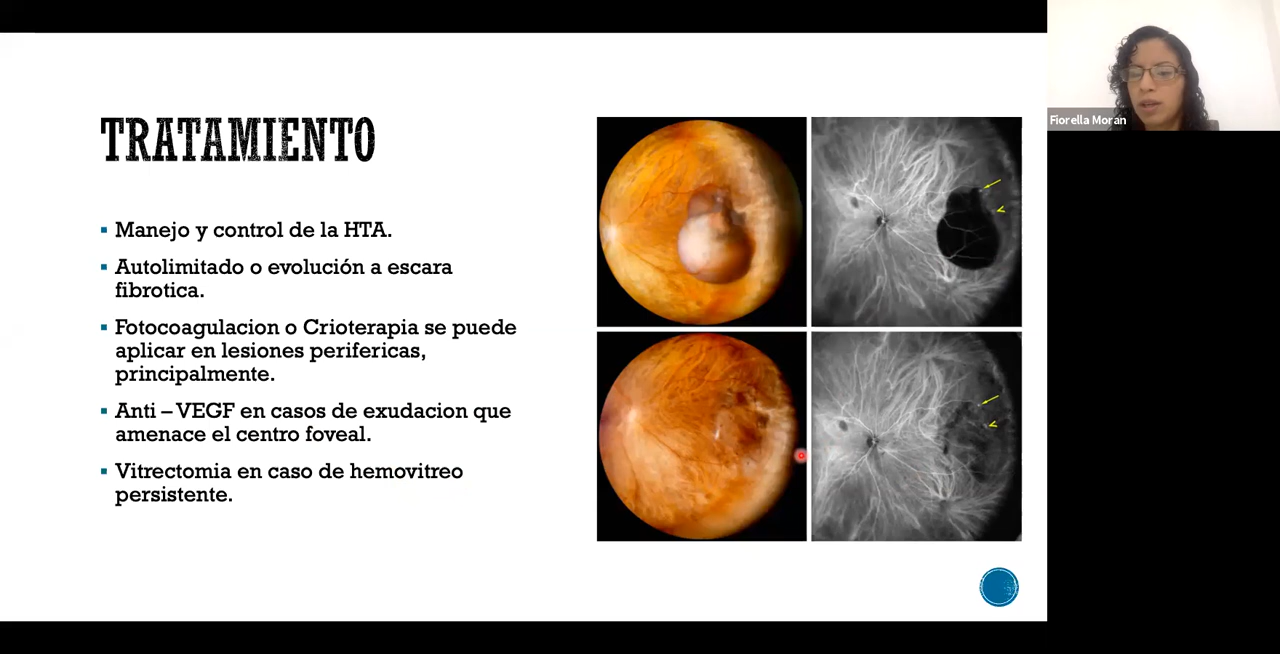 TRATAMIENTO
▪ Manejo y control de la HTA.
▪ Autolimitado o evolución a escara
fibrotica.
▪ Fotocoagulacion o Crioterapia se puede
aplicar en lesiones perifericas,
principalmente.
▪ Anti – VEGF en casos de exudacion que
amenace el centro foveal.
▪ Vitrectomia en caso de hemovitreo
persistente.
Fiorella Moran